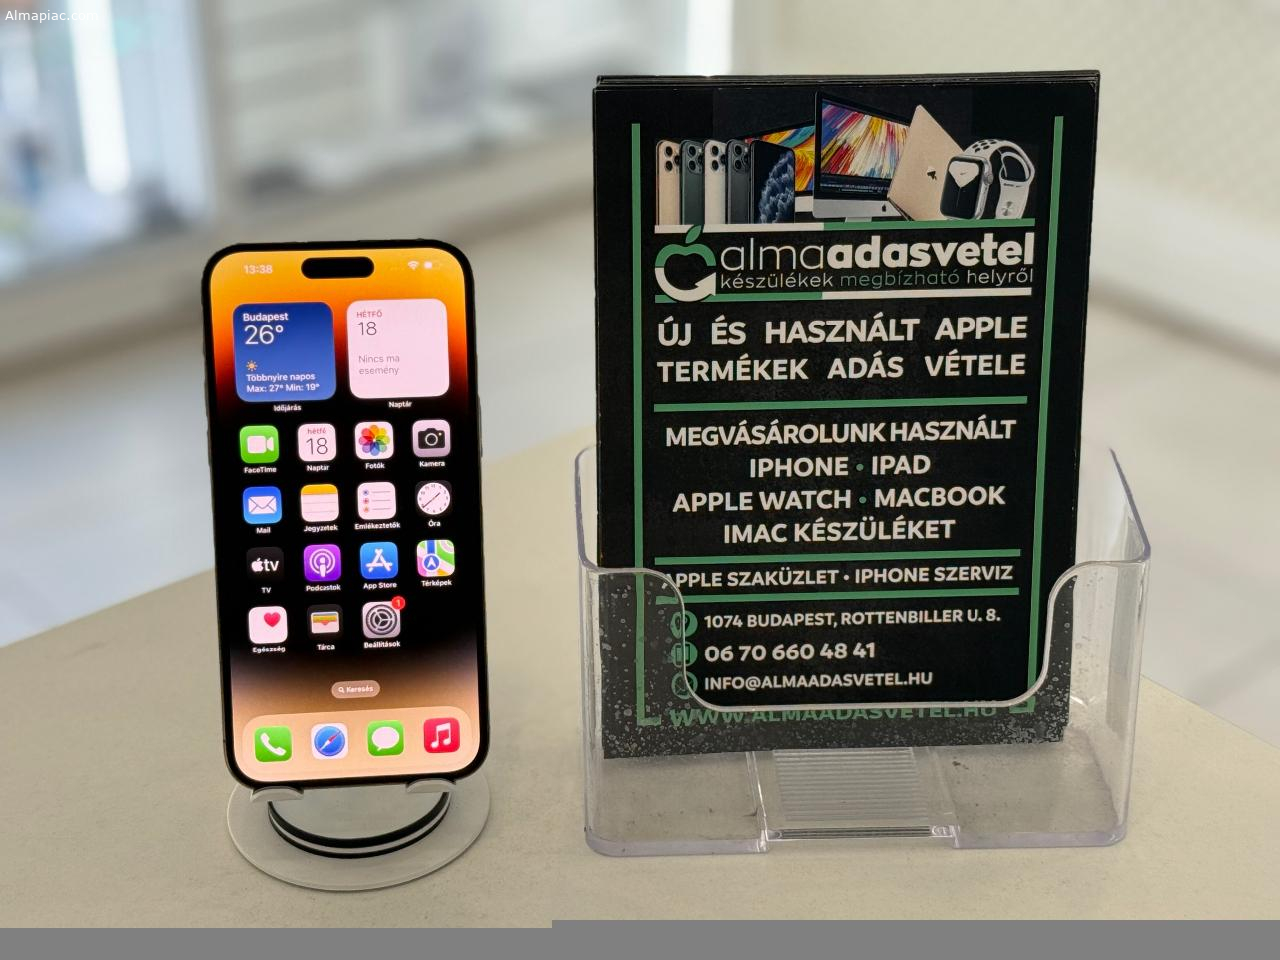 Almapiac.com
13:38
Budapest
26°
Többnyire napos
Max: 27° Min: 19°
Időjárás
HÉTFŐ
18
Nincs ma
esemény
Naptár
FaceTime
hétfő
18
Naptár
Fotók
Kamera
Mail
Jegyzetek
Emlékeztetők
Óra
tv
TV
Podcastok
App Store
Térképek
Egészség
Tárca
1
Beállítások
Keresés
almaadasvetel
készülékek megbízható helyről
ÚJ ÉS HASZNÁLT APPLE
TERMÉKEK ADÁS VÉTELE
MEGVÁSÁROLUNK HASZNÁLT
IPHONE • IPAD
APPLE WATCH • MACBOOK
IMAC KÉSZÜLÉKET
APPLE SZAKÜZLET • IPHONE SZERVIZ
1074 BUDAPEST, ROTTENBILLER U. 8.
06 70 660 48 41
INFO@ALMAADASVETEL.HU
WWW.ALMAADASVETEL.HU